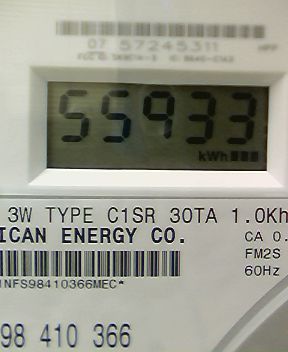 07 57245311
55933
kWh
3W TYPE C1SR 30TA 1.0Kh
ICAN ENERGY CO.
CA 0.
FM2S
60Hz
NFS98410366MEC*
98 410 366